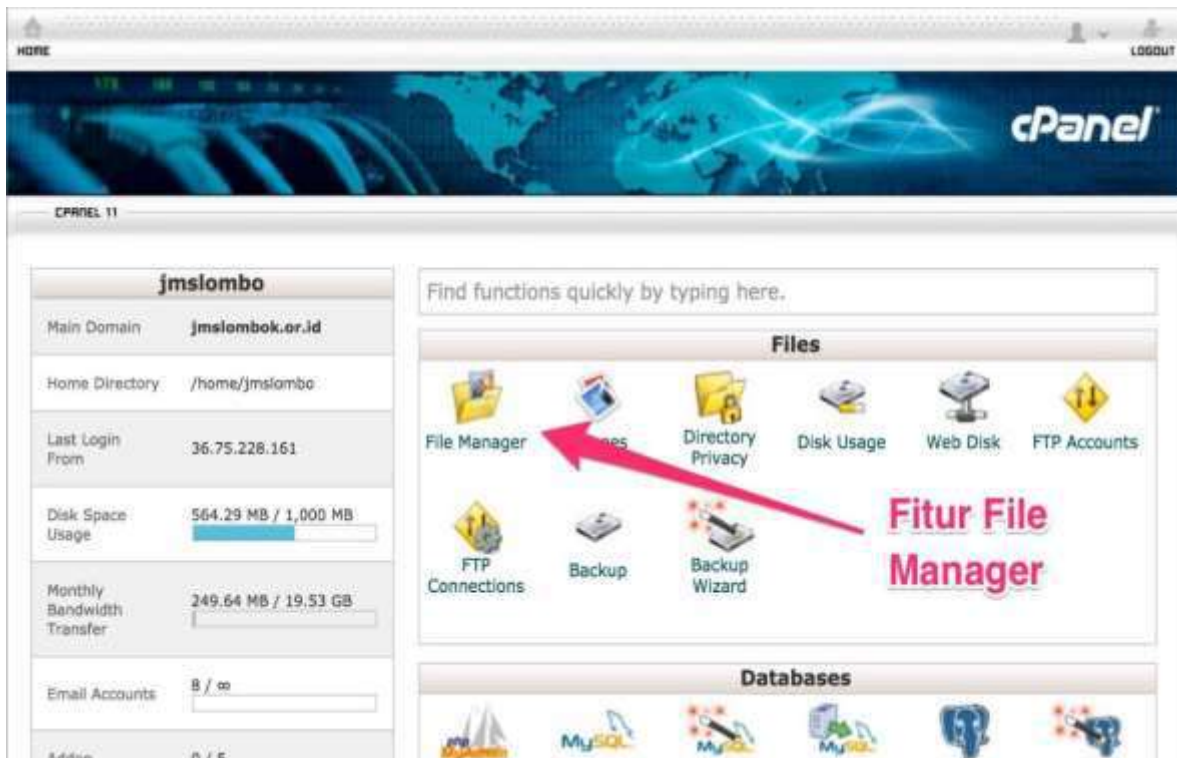 HOME
LOGOUT
cPanel
CPANEL 11
jmslombo
Main Domain
jmslombok.or.id
Home Directory
/home/jmslombo
Last Login
From
36.75.228.161
Disk Space
Usage
564.29 MB / 1,000 MB
Monthly
Bandwidth
Transfer
249.64 MB / 19.53 GB
Email Accounts
8 / ∞
Find functions quickly by typing here.
Files
File Manager
Directory
Privacy
Disk Usage
Web Disk
FTP Accounts
FTP
Connections
Backup
Backup
Wizard
Fitur File
Manager
Databases
MySQL
MySQL
MySQL